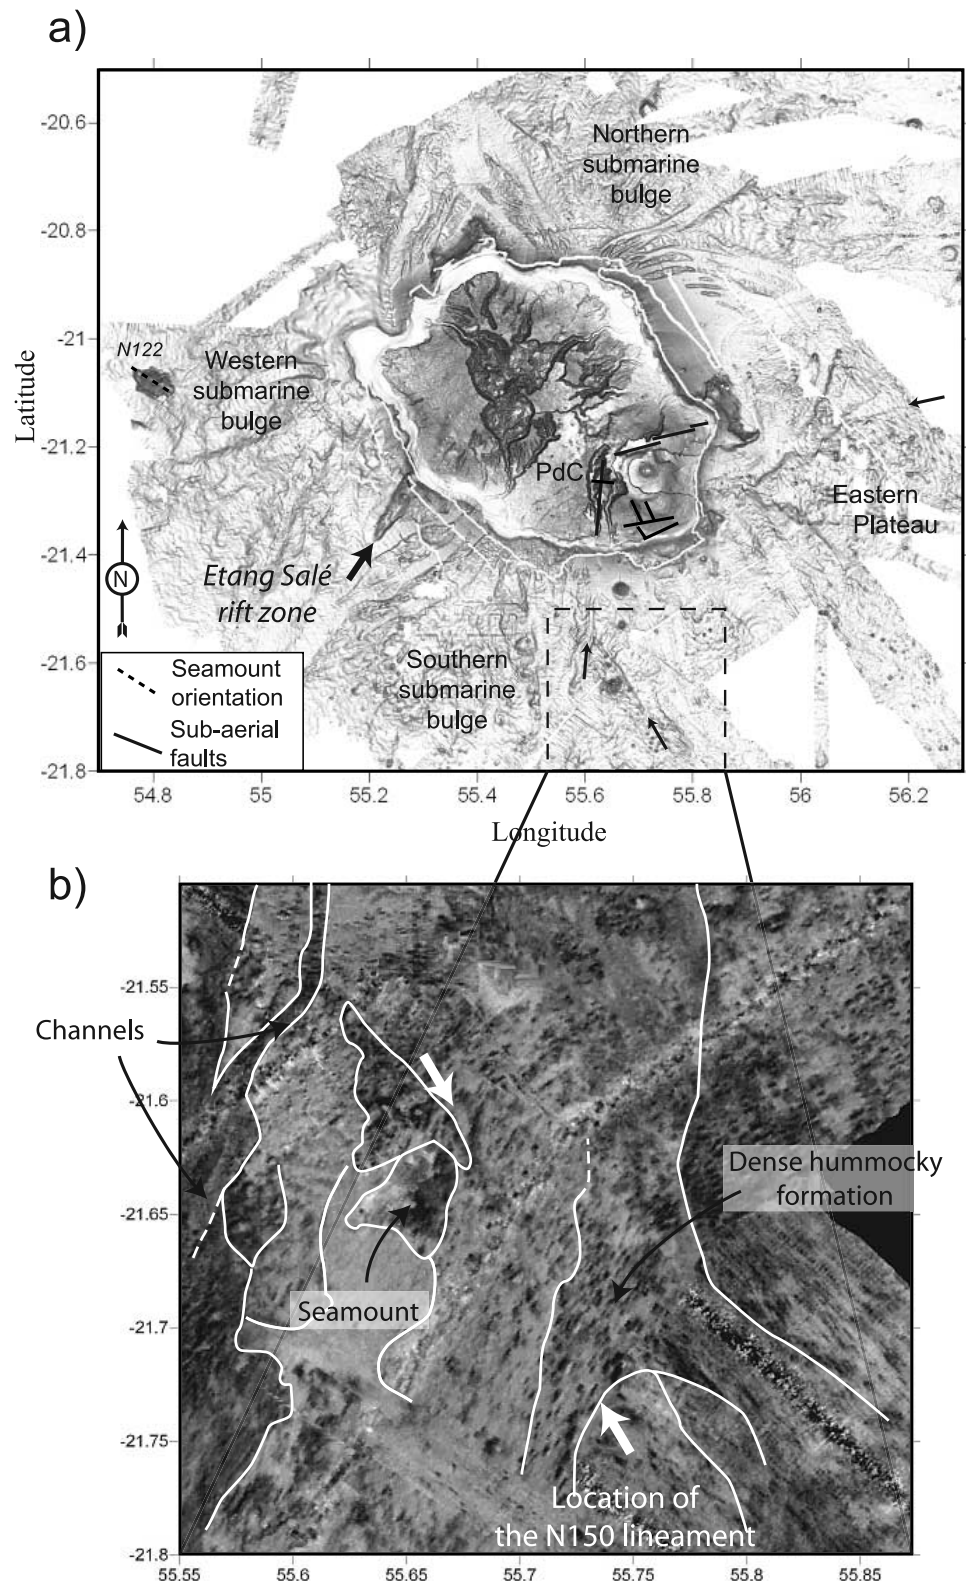 a)
Northern
submarine
bulge
-20.6
-20.8
-21
-21.2
-21.4
-21.6
-21.8
Latitude
N122
Western
submarine
bulge
PdC
Eastern
Plateau
N
Etang Salé
rift zone
Southern
submarine
bulge
Seamount
orientation
Sub-aerial
faults
54.8
55
55.2
55.4
55.6
55.8
56
56.2
Longitude
b)
-21.55
-21.6
-21.65
-21.7
-21.75
-21.8
Channels
Dense hummocky
formation
Seamount
Location of
the N150 lineament
55.55
55.6
55.65
55.7
55.75
55.8
55.85